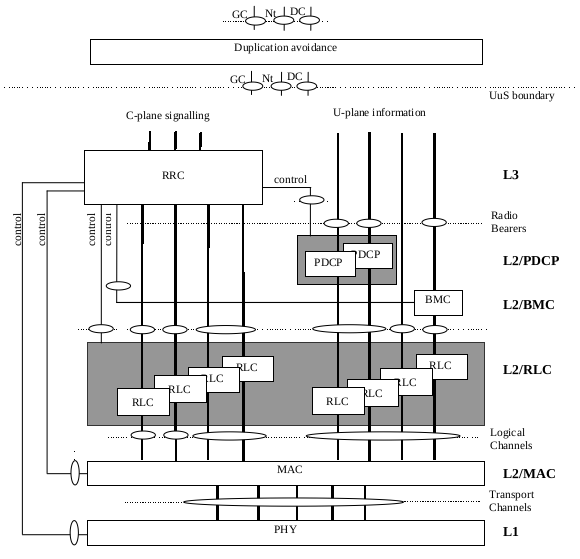 GC Nt DC
Duplication avoidance
GC Nt DC
UuS boundary
C-plane signalling
U-plane information
RRC
control
L3
control
control
control
control
Radio
Bearers
PDCP
PDCP
L2/PDCP
BMC
L2/BMC
RLC
RLC
RLC
RLC
RLC
RLC
RLC
RLC
L2/RLC
Logical
Channels
MAC
L2/MAC
Transport
Channels
PHY
L1